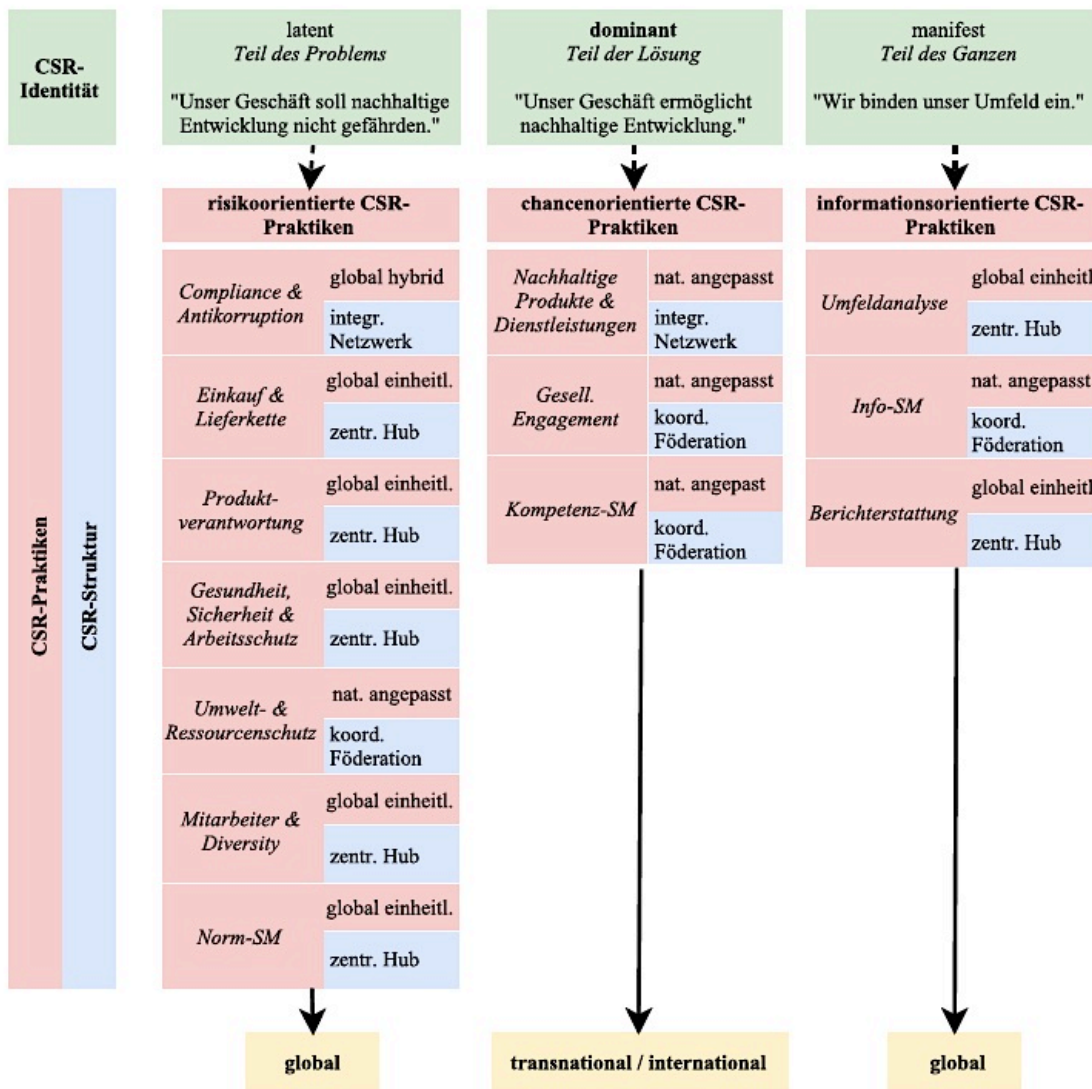 CSR-
Identität
latent
Teil des Problems
"Unser Geschäft soll nachhaltige
Entwicklung nicht gefährden."
dominant
Teil der Lösung
"Unser Geschäft ermöglicht
nachhaltige Entwicklung."
manifest
Teil des Ganzen
"Wir binden unser Umfeld ein."
CSR-Praktiken
CSR-Struktur
risikoorientierte CSR-
Praktiken
Compliance &
Antikorruption
global hybrid
integr.
Netzwerk
Einkauf &
Lieferkette
global einheitl.
zentr. Hub
Produkt-
verantwortung
global einheitl.
zentr. Hub
Gesundheit,
Sicherheit &
Arbeitsschutz
global einheitl.
zentr. Hub
Umwelt- &
Ressourcenschutz
nat. angepasst
koord.
Föderation
Mitarbeiter &
Diversity
global einheitl.
zentr. Hub
Norm-SM
global einheitl.
zentr. Hub
global
chancenorientierte CSR-
Praktiken
Nachhaltige
Produkte &
Dienstleistungen
nat. angepasst
integr.
Netzwerk
Gesell.
Engagement
nat. angepasst
koord.
Föderation
Kompetenz-SM
nat. angepast
koord.
Föderation
transnational / international
informationsorientierte CSR-
Praktiken
Umfeldanalyse
global einheitl
zentr. Hub
Info-SM
nat. angepasst
koord.
Föderation
Berichterstattung
global einheitl
zentr. Hub
global